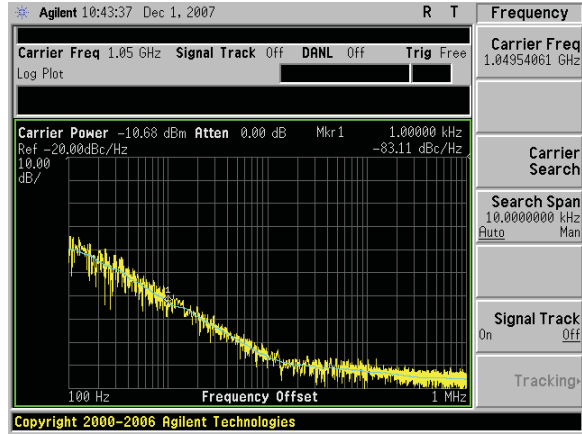 Agilent 10:43:37 Dec 1, 2007 R T
Carrier Freq 1.05 GHz Signal Track Off DANL Off Trig Free
Log Plot
Carrier Power -10.68 dBm Atten 0.00 dB Mkr1 1.00000 kHz
Ref -20.00dBc/Hz -83.11 dBc/Hz
10.00
dB/
1
100 Hz Frequency Offset 1 MHz
Copyright 2000-2006 Agilent Technologies
Frequency
Carrier Freq
1.04954061 GHz
Carrier
Search
Search Span
10.0000000 kHz
Auto Man
Signal Track
On Off
Tracking